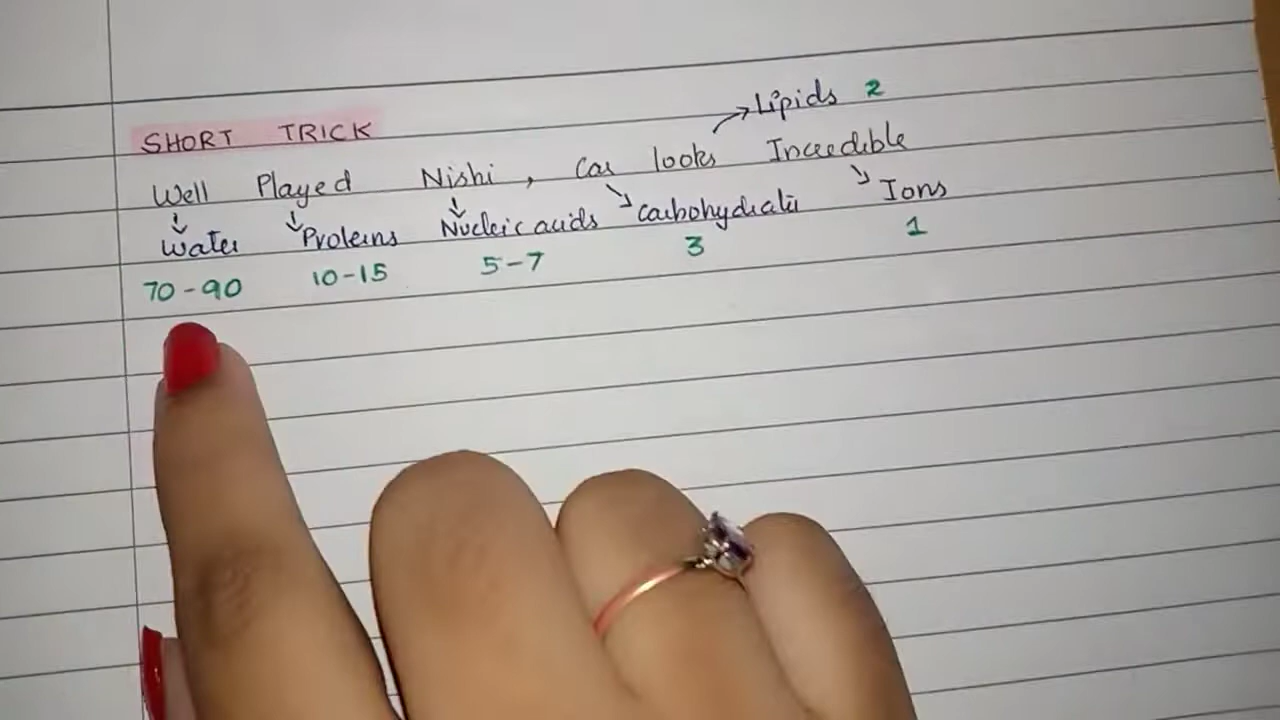 SHORT TRICK
Well Played Nishi, Car looks Incredible
→ Lipids 2
↓ Water ↓ Proteins ↓ Nucleic acids ↘ Carbohydrate ↘ Ions
70-90 10-15 5-7 3 1